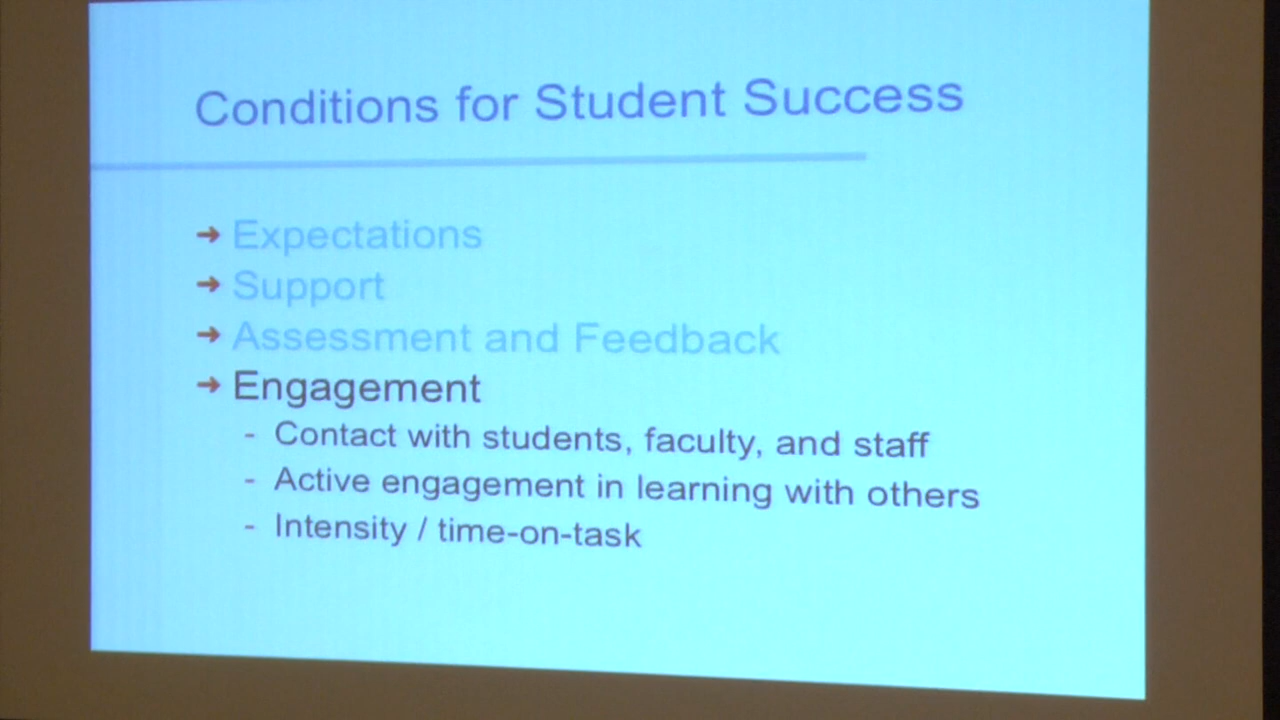 Conditions for Student Success
➜ Expectations
➜ Support
➜ Assessment and Feedback
➜ Engagement
- Contact with students, faculty, and staff
- Active engagement in learning with others
- Intensity / time-on-task